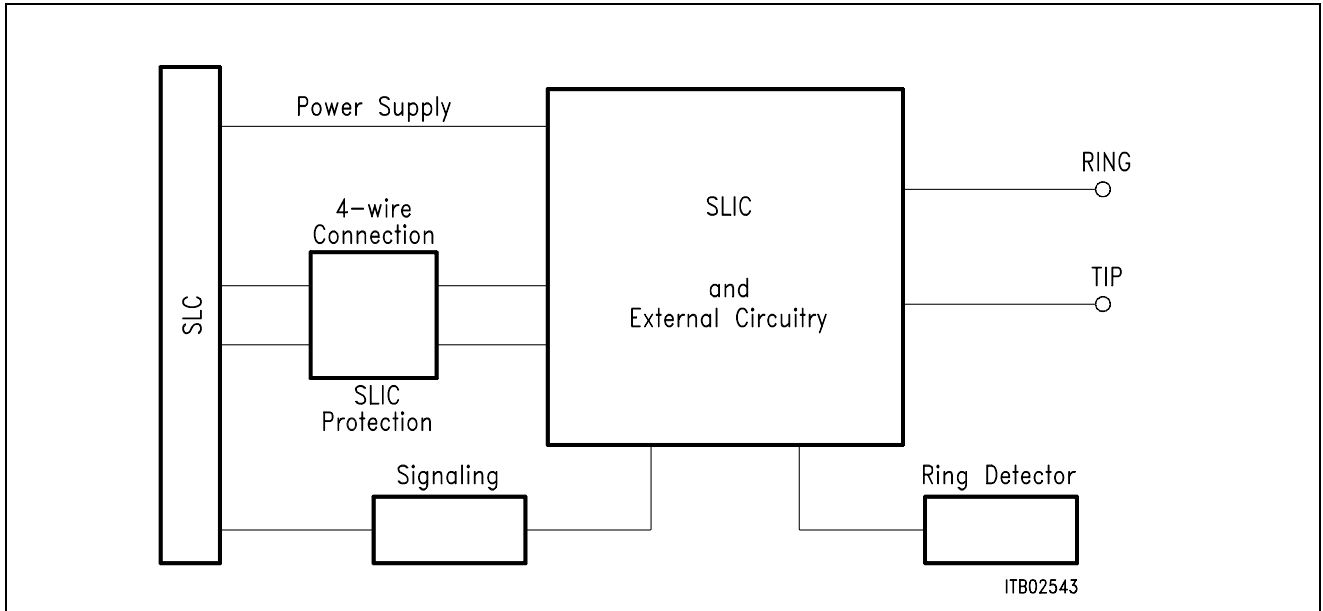 Power Supply
RING
4-wire
Connection
SLIC
TIP
SLC
and
External Circuitry
SLIC
Protection
Signaling
Ring Detector
ITB02543